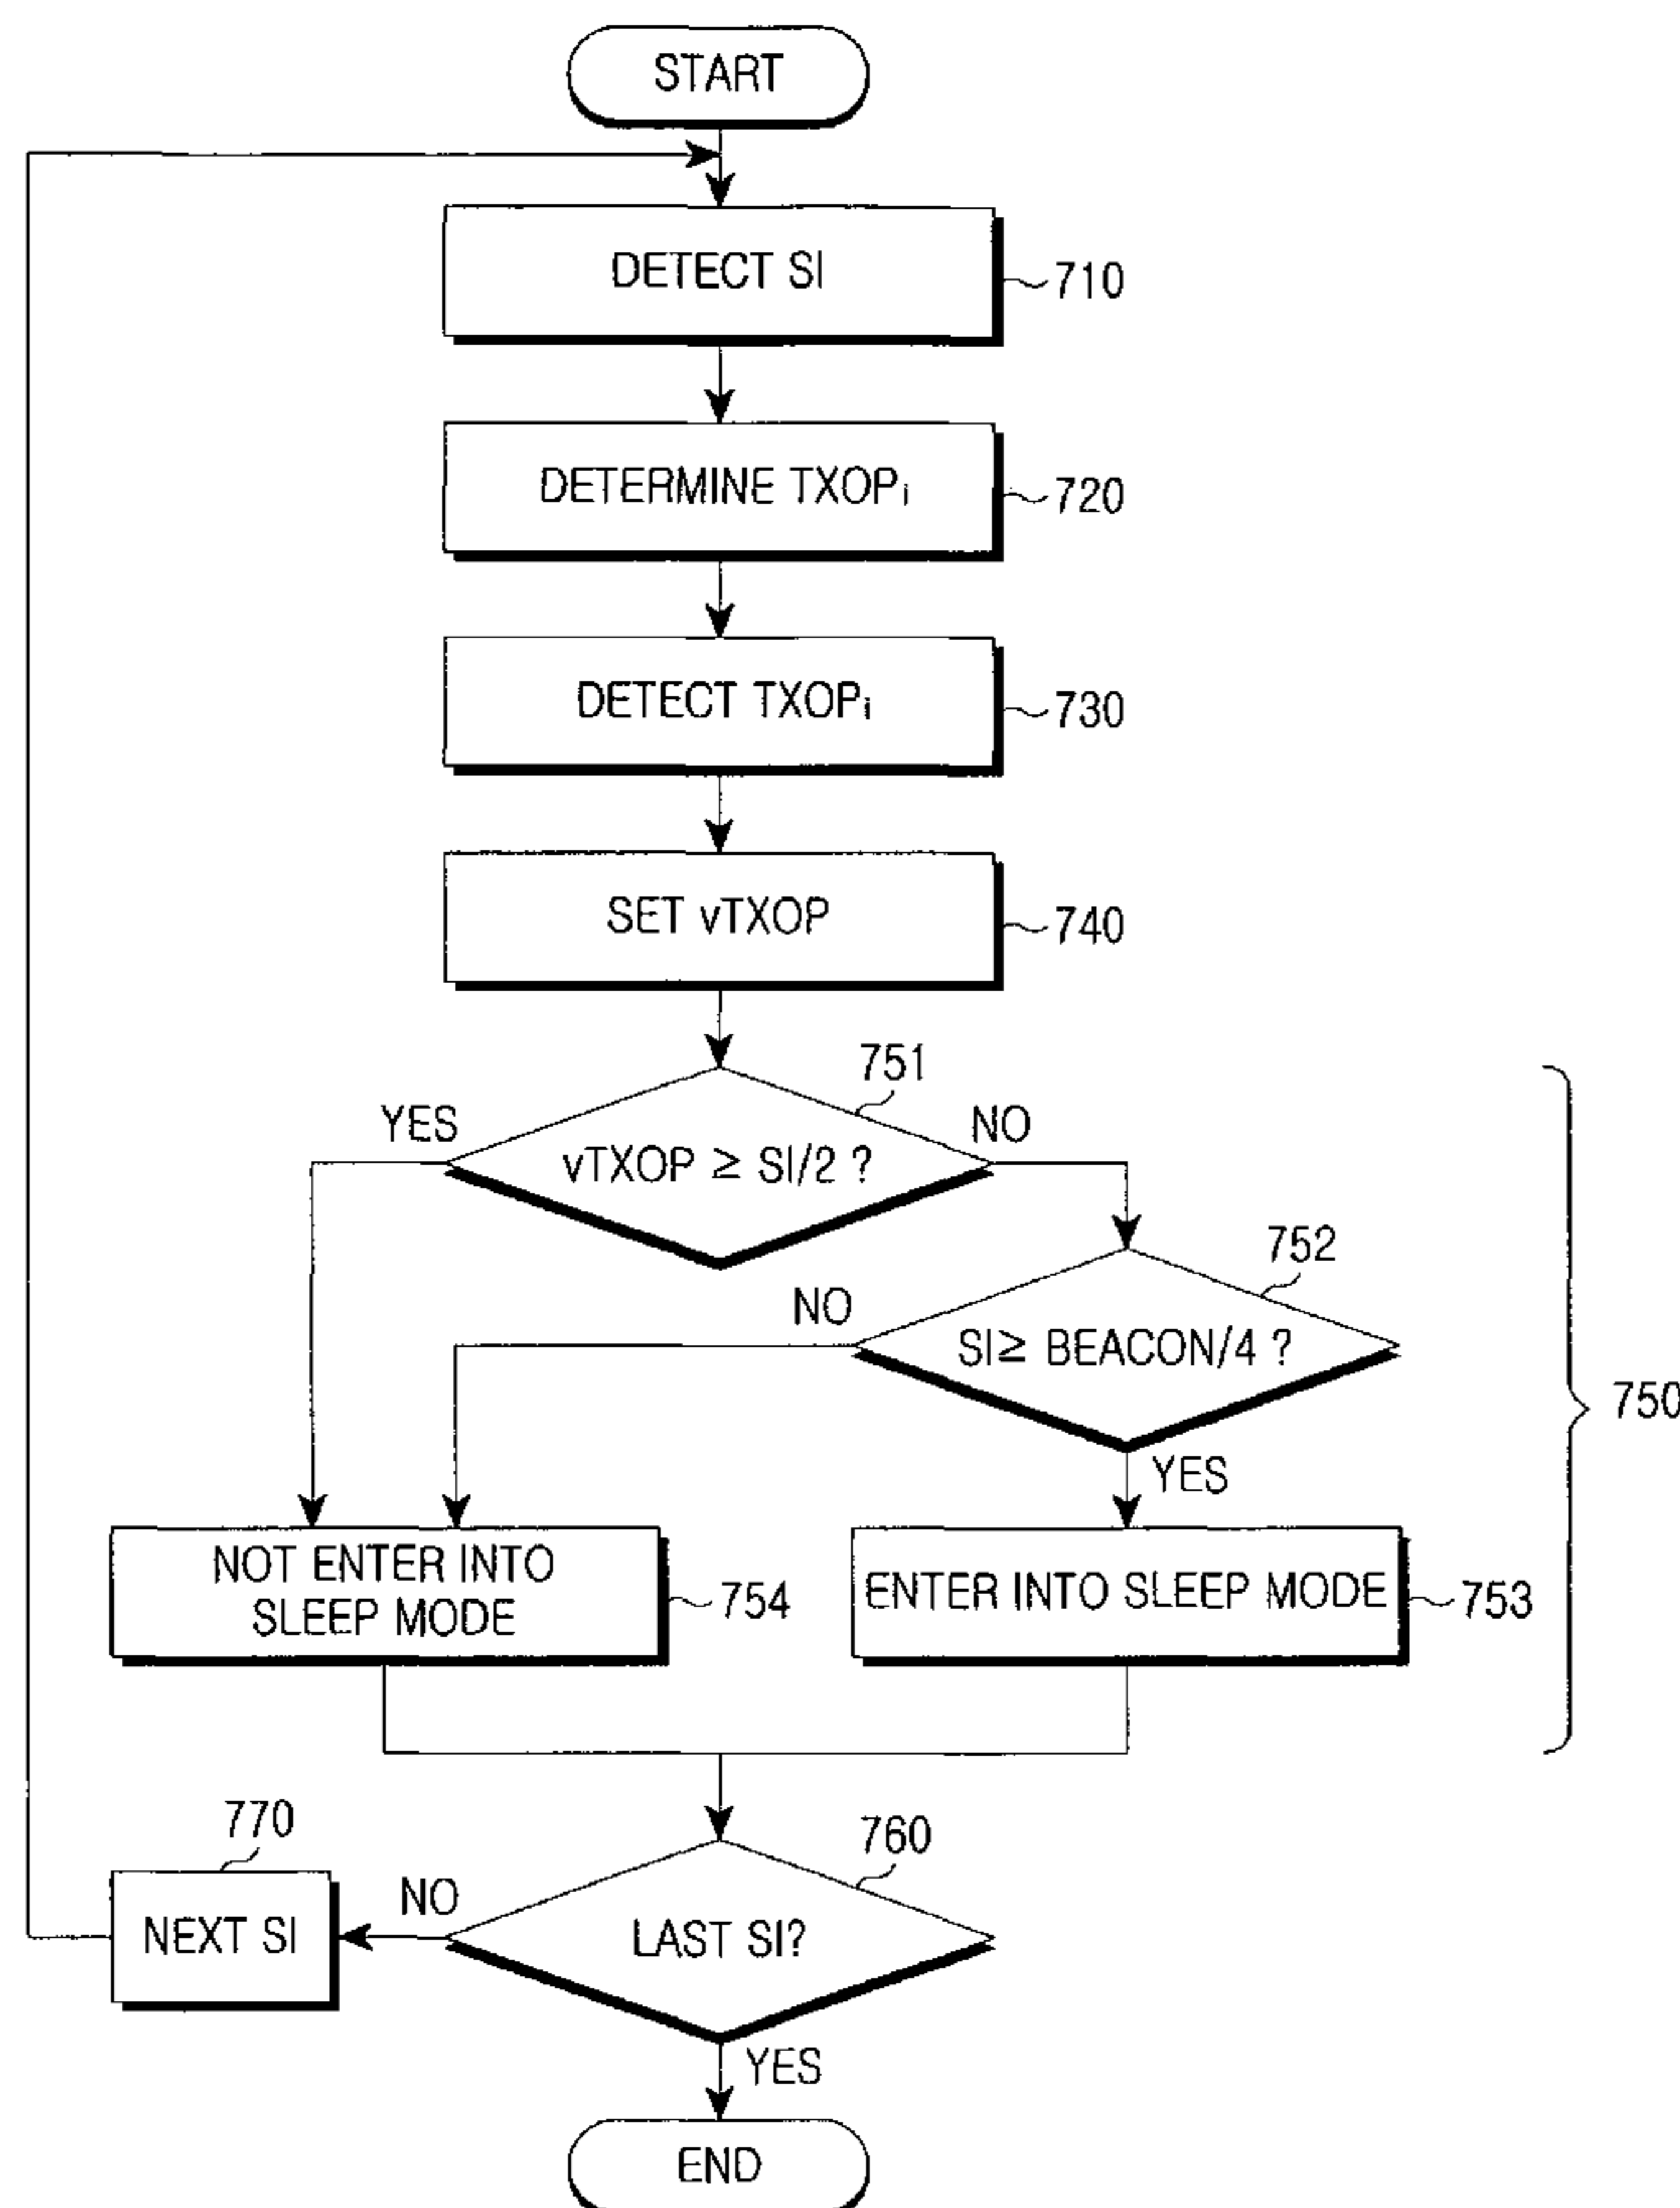 START
DETECT SI
710
DETERMINE TXOPi
720
DETECT TXOPi
730
SET vTXOP
740
751
YES
NO
vTXOP ≥ SI/2 ?
752
NO
SI≥ BEACON/4 ?
750
YES
NOT ENTER INTO
SLEEP MODE
754
ENTER INTO SLEEP MODE
753
770
760
NO
NEXT SI
LAST SI?
YES
END